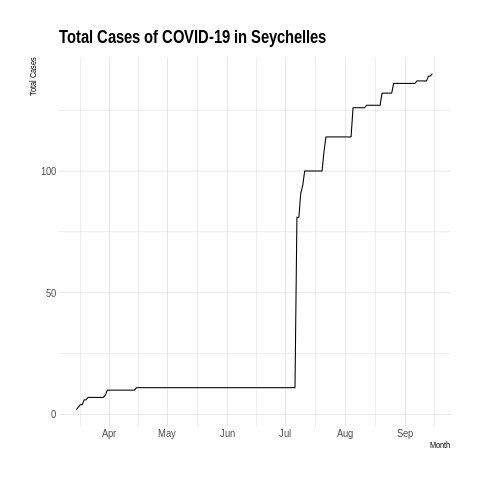 Total Cases of COVID-19 in Seychelles
Total Cases
100
50
0
Apr May Jun Jul Aug Sep
Month